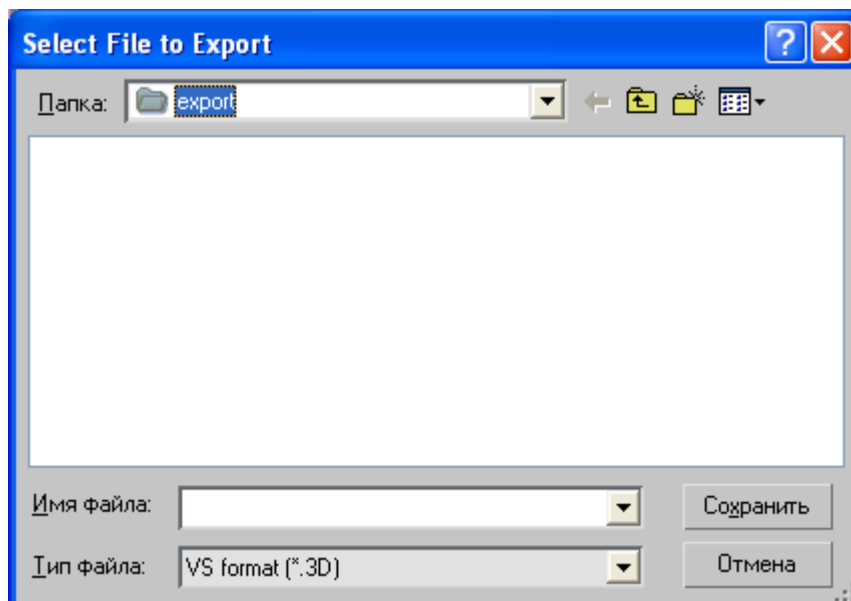 Select File to Export
Папка: export
Имя файла: Сохранить
Тип файла: VS format (*.3D) Отмена